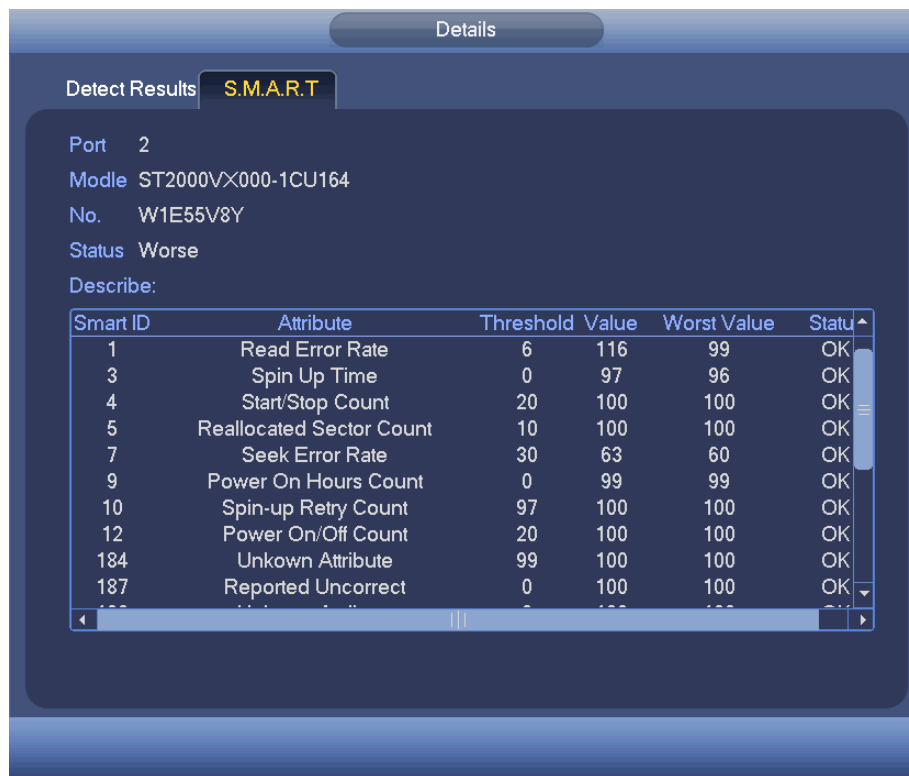 Details
Detect Results S.M.A.R.T
Port 2
Modle ST2000VX000-1CU164
No. W1E55V8Y
Status Worse
Describe:
Smart ID Attribute Threshold Value Worst Value Statu
1 Read Error Rate 6 116 99 OK
3 Spin Up Time 0 97 96 OK
4 Start/Stop Count 20 100 100 OK
5 Reallocated Sector Count 10 100 100 OK
7 Seek Error Rate 30 63 60 OK
9 Power On Hours Count 0 99 99 OK
10 Spin-up Retry Count 97 100 100 OK
12 Power On/Off Count 20 100 100 OK
184 Unkown Attribute 99 100 100 OK
187 Reported Uncorrect 0 100 100 OK